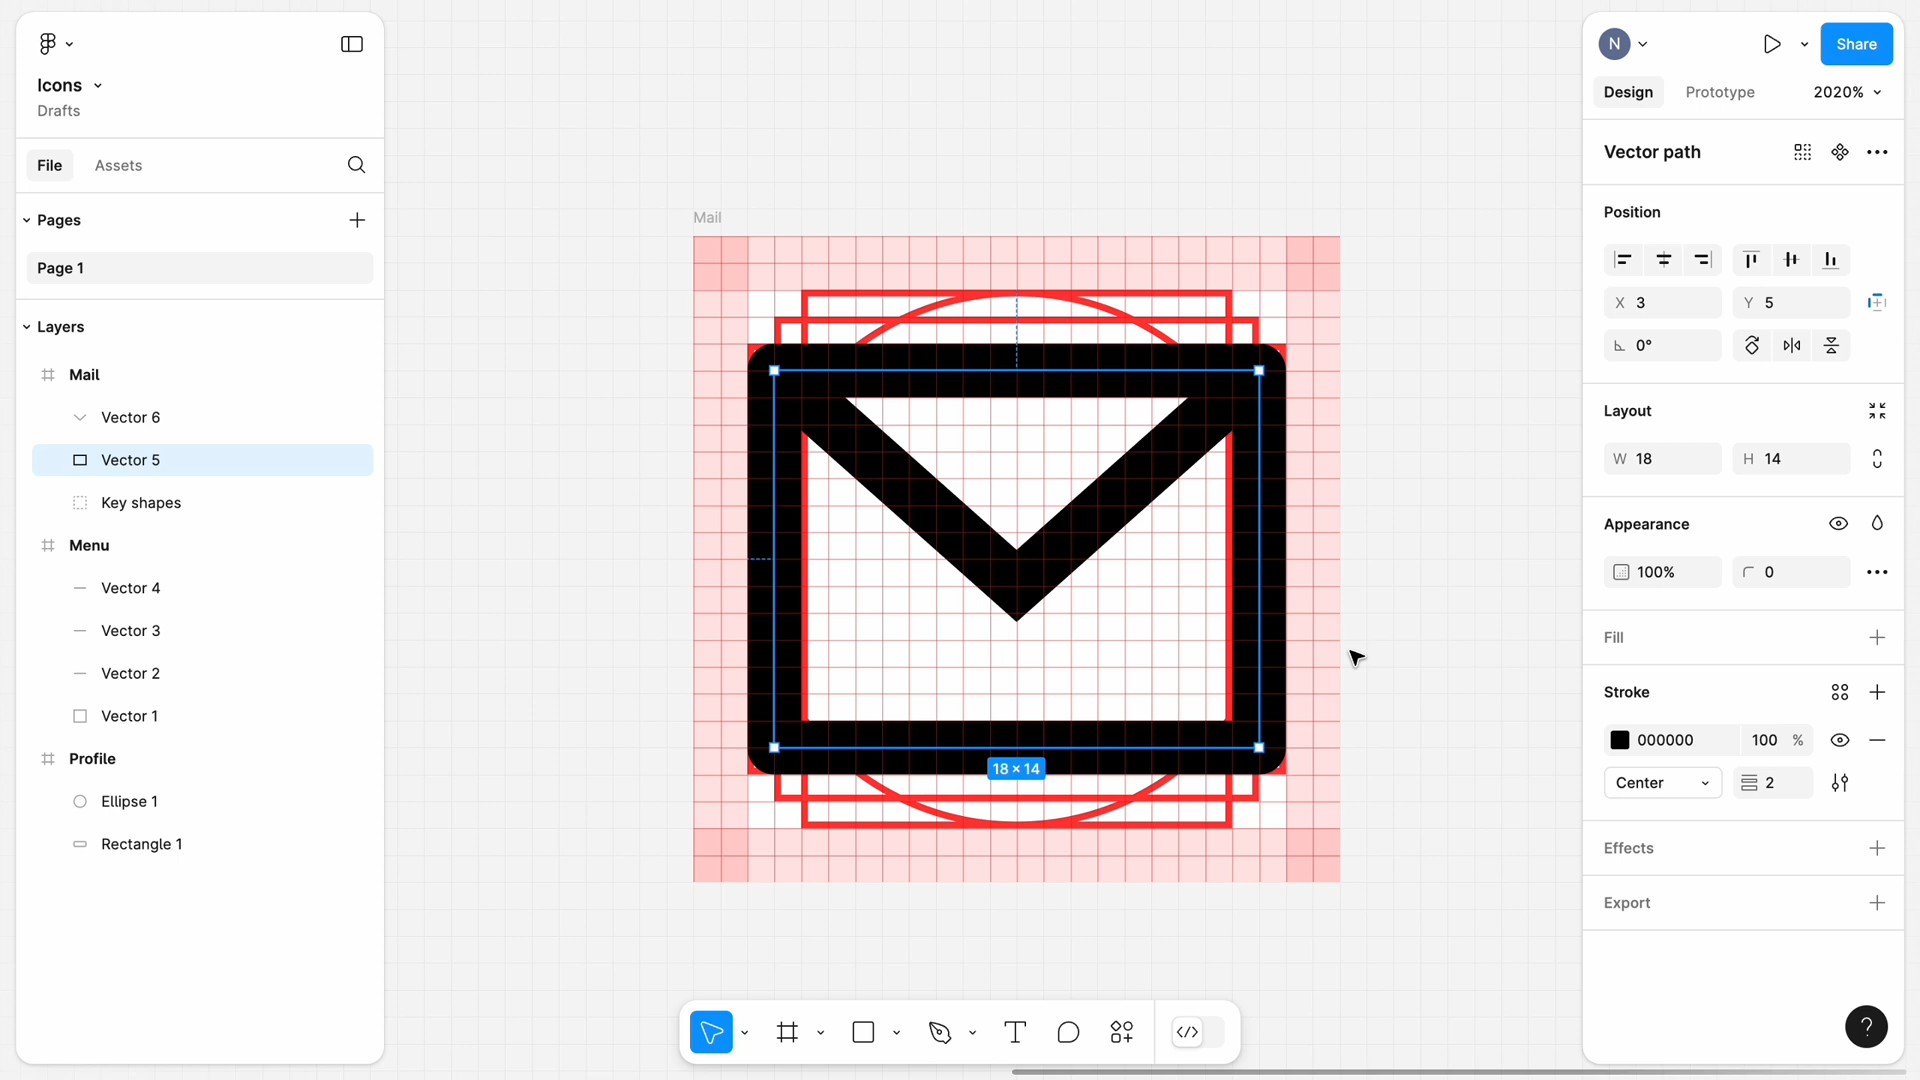 Icons
Drafts
File
Assets
Pages
Page 1
Layers
Mail
Vector 6
Vector 5
Key shapes
Menu
Vector 4
Vector 3
Vector 2
Vector 1
Profile
Ellipse 1
Rectangle 1
Mail
18 × 14
N
Share
Design
Prototype
2020%
Vector path
Position
X 3
Y 5
0°
Layout
W 18
H 14
Appearance
100%
0
Fill
Stroke
000000
100 %
Center
2
Effects
Export
?